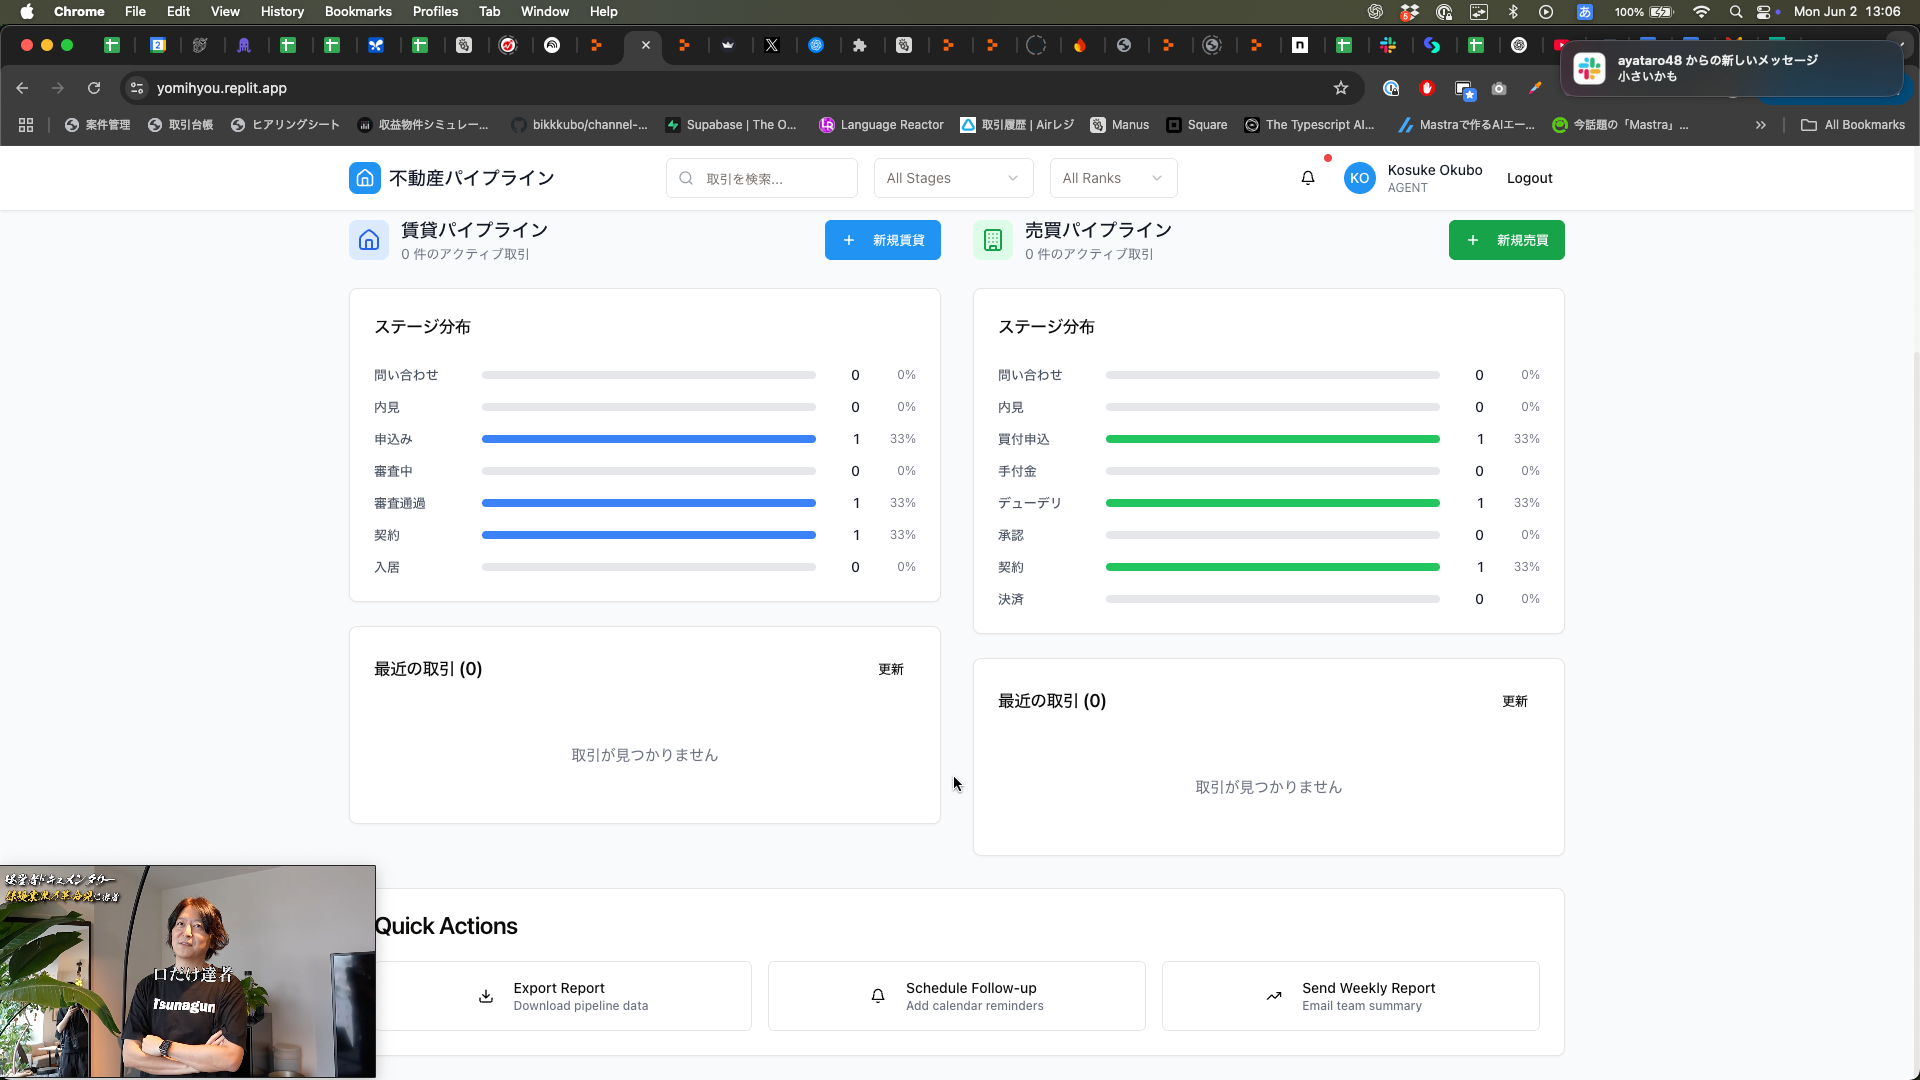 Chrome File Edit View History Bookmarks Profiles Tab Window Help
100% Mon Jun 2 13:06
ayataro48 からの新しいメッセージ
小さいかも
yomihyou.replit.app
案件管理 取引台帳 ヒアリングシート 収益物件シミュレー... bikkkubo/channel-... Supabase | The O... Language Reactor 取引履歴 | Airレジ Manus Square The Typescript AI... Mastraで作るAIエー... 今話題の「Mastra」... All Bookmarks
不動産パイプライン
取引を検索...
All Stages
All Ranks
KO
Kosuke Okubo
AGENT
Logout
賃貸パイプライン
0 件のアクティブ取引
+ 新規賃貸
ステージ分布
問い合わせ 0 0%
内見 0 0%
申込み 1 33%
審査中 0 0%
審査通過 1 33%
契約 1 33%
入居 0 0%
最近の取引 (0)
更新
取引が見つかりません
売買パイプライン
0 件のアクティブ取引
+ 新規売買
ステージ分布
問い合わせ 0 0%
内見 0 0%
買付申込 1 33%
手付金 0 0%
デューデリ 1 33%
承認 0 0%
契約 1 33%
決済 0 0%
最近の取引 (0)
更新
取引が見つかりません
Quick Actions
Export Report
Download pipeline data
Schedule Follow-up
Add calendar reminders
Send Weekly Report
Email team summary
経営者ドキュメンタリー
口だけ達者
Tsunagun